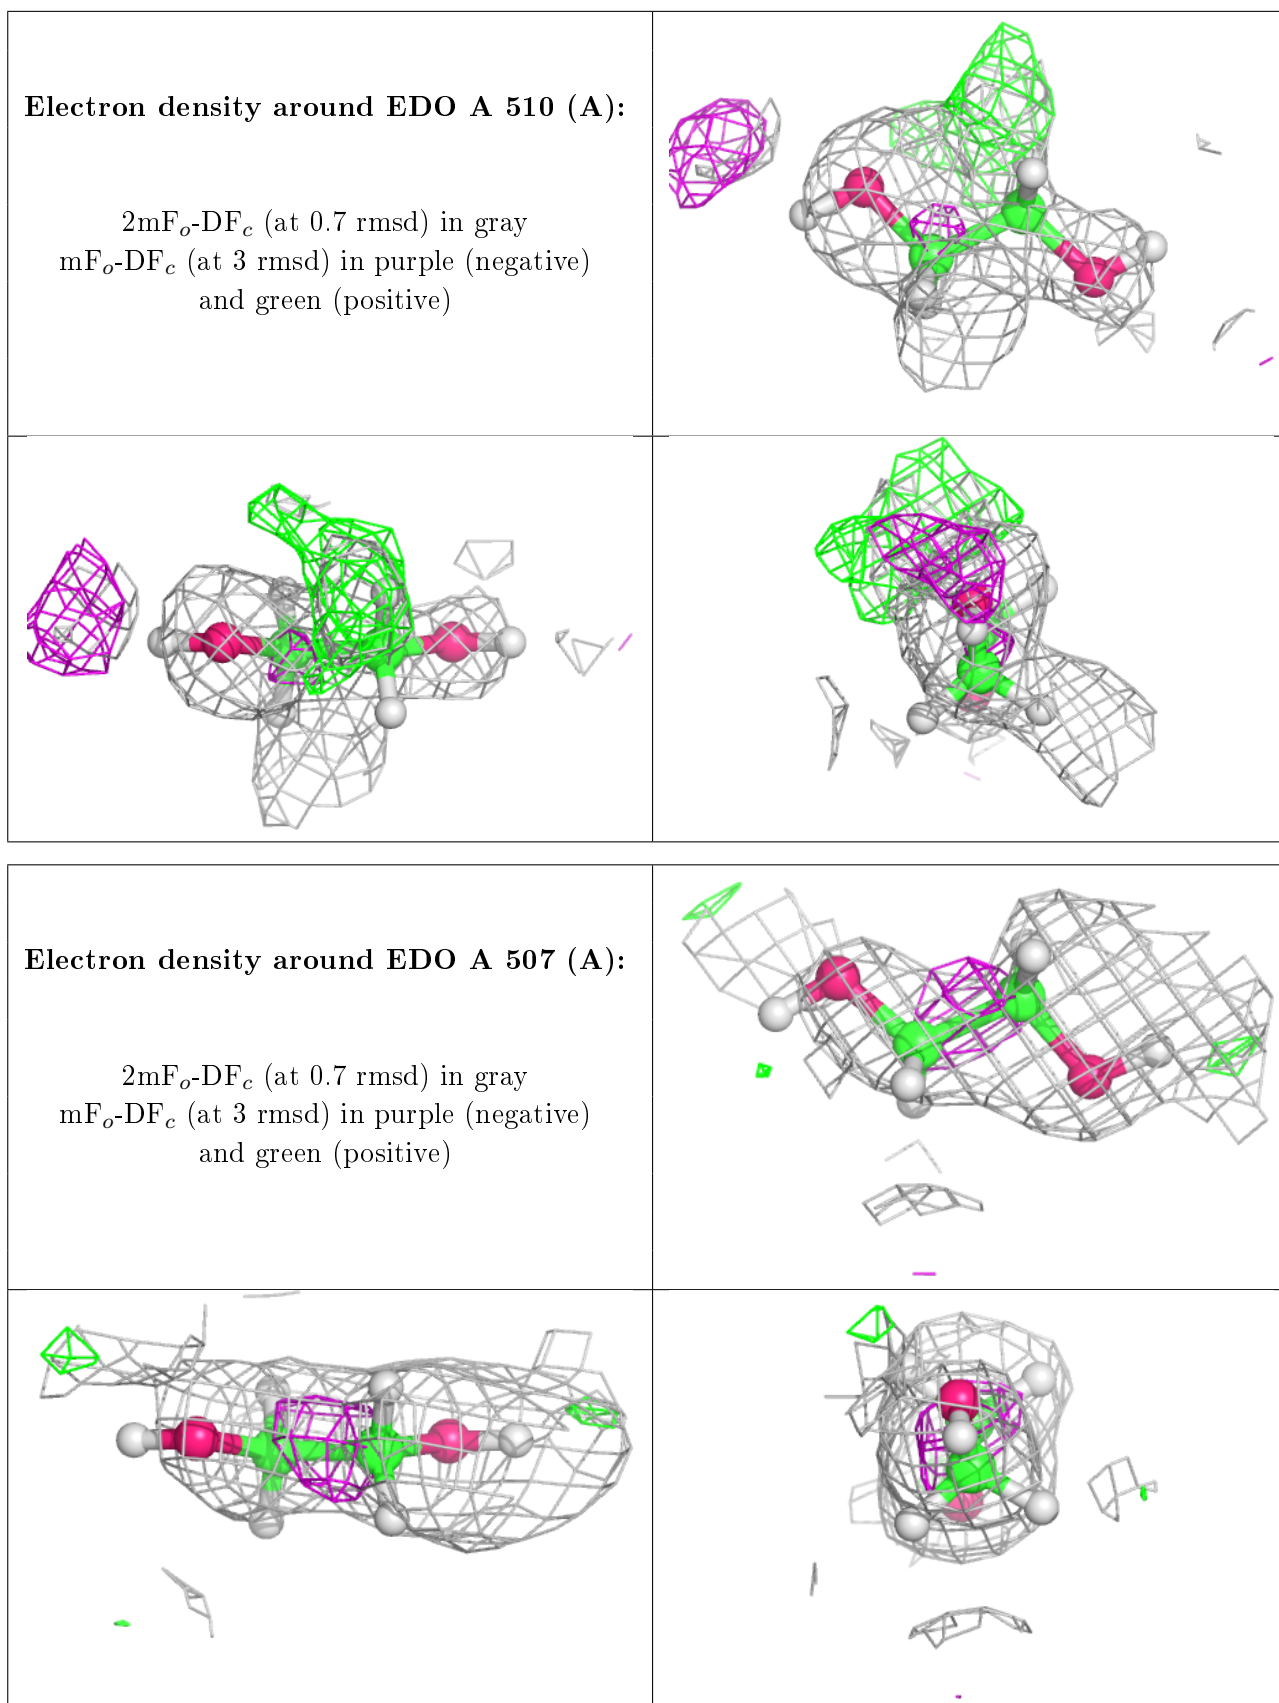 Electron density around EDO A 510 (A):
2mFo-DFc (at 0.7 rmsd) in gray
mFo-DFc (at 3 rmsd) in purple (negative)
and green (positive)
Electron density around EDO A 507 (A):
2mFo-DFc (at 0.7 rmsd) in gray
mFo-DFc (at 3 rmsd) in purple (negative)
and green (positive)